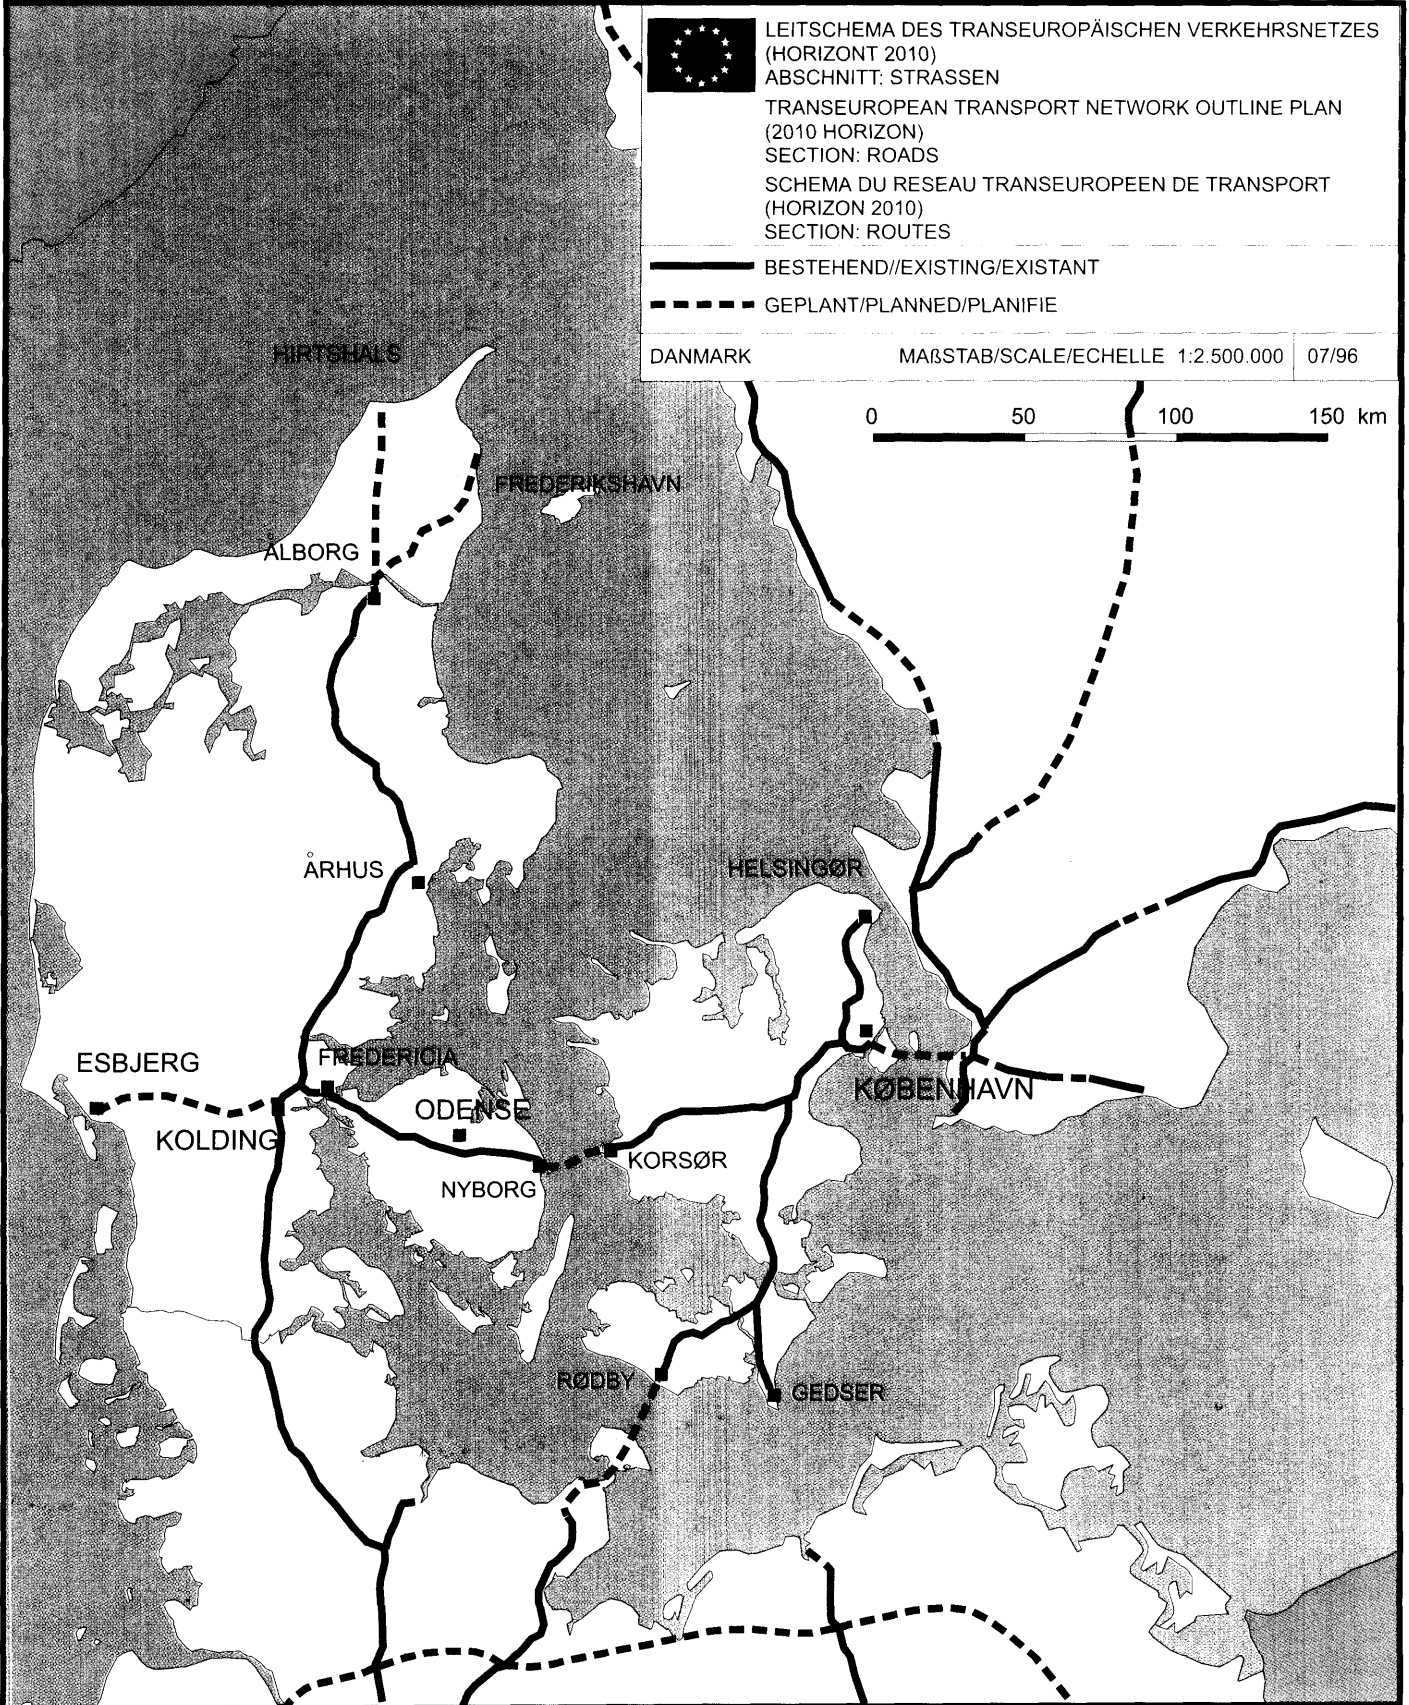 LEITSCHEMA DES TRANSEUROPÄISCHEN VERKEHRSNETZES
(HORIZONT 2010)
ABSCHNITT: STRASSEN
TRANSEUROPEAN TRANSPORT NETWORK OUTLINE PLAN
(2010 HORIZON)
SECTION: ROADS
SCHEMA DU RESEAU TRANSEUROPEEN DE TRANSPORT
(HORIZON 2010)
SECTION: ROUTES
BESTEHEND//EXISTING/EXISTANT
GEPLANT/PLANNED/PLANIFIE
DANMARK MAßSTAB/SCALE/ECHELLE 1:2.500.000 07/96
0 50 100 150 km
HIRTSHALS
FREDERIKSHAVN
ÅLBORG
ÅRHUS
HELSINGØR
ESBJERG
FREDERICIA
KØBENHAVN
ODENSE
KOLDING
KORSØR
NYBORG
RØDBY
GEDSER